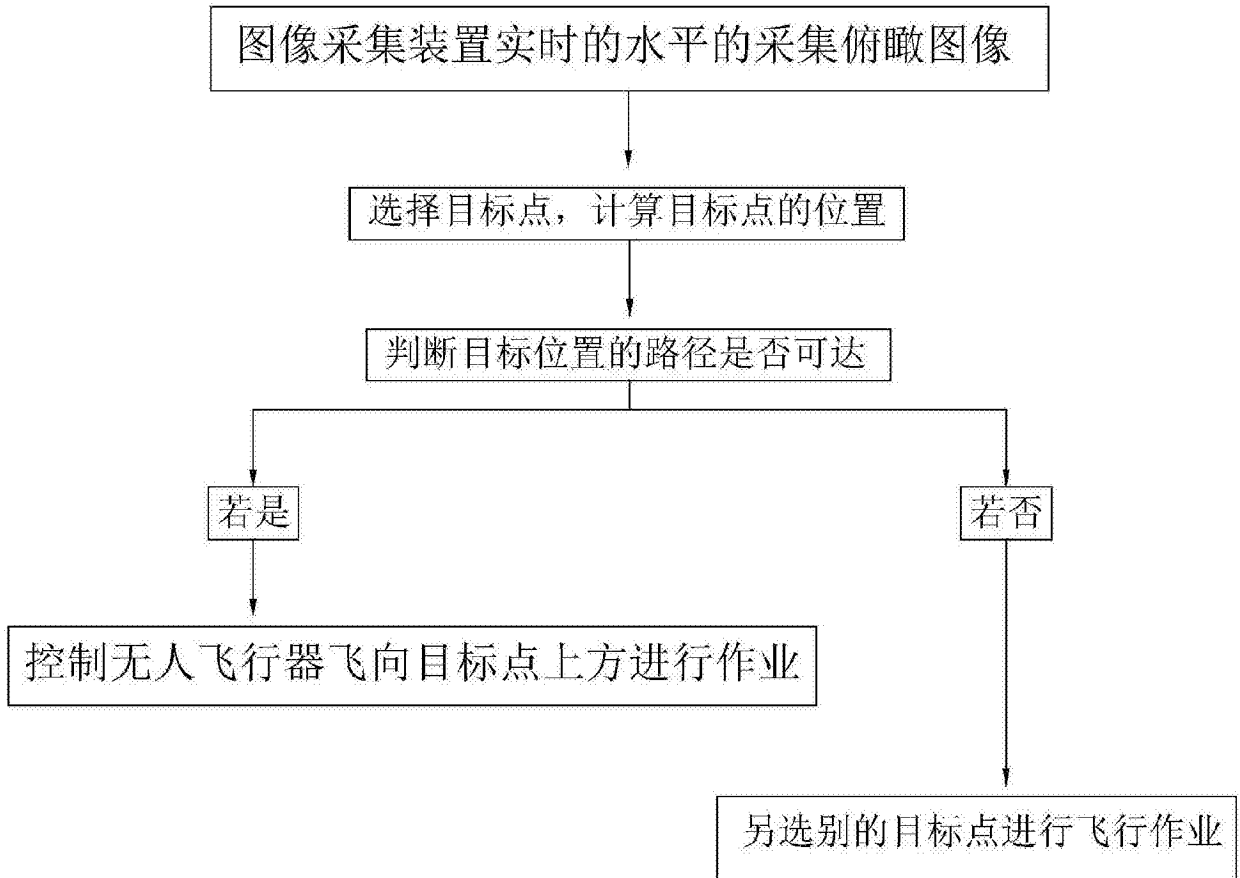 图像采集装置实时的水平的采集俯瞰图像
选择目标点，计算目标点的位置
判断目标位置的路径是否可达
若是
若否
控制无人飞行器飞向目标点上方进行作业
另选别的目标点进行飞行作业